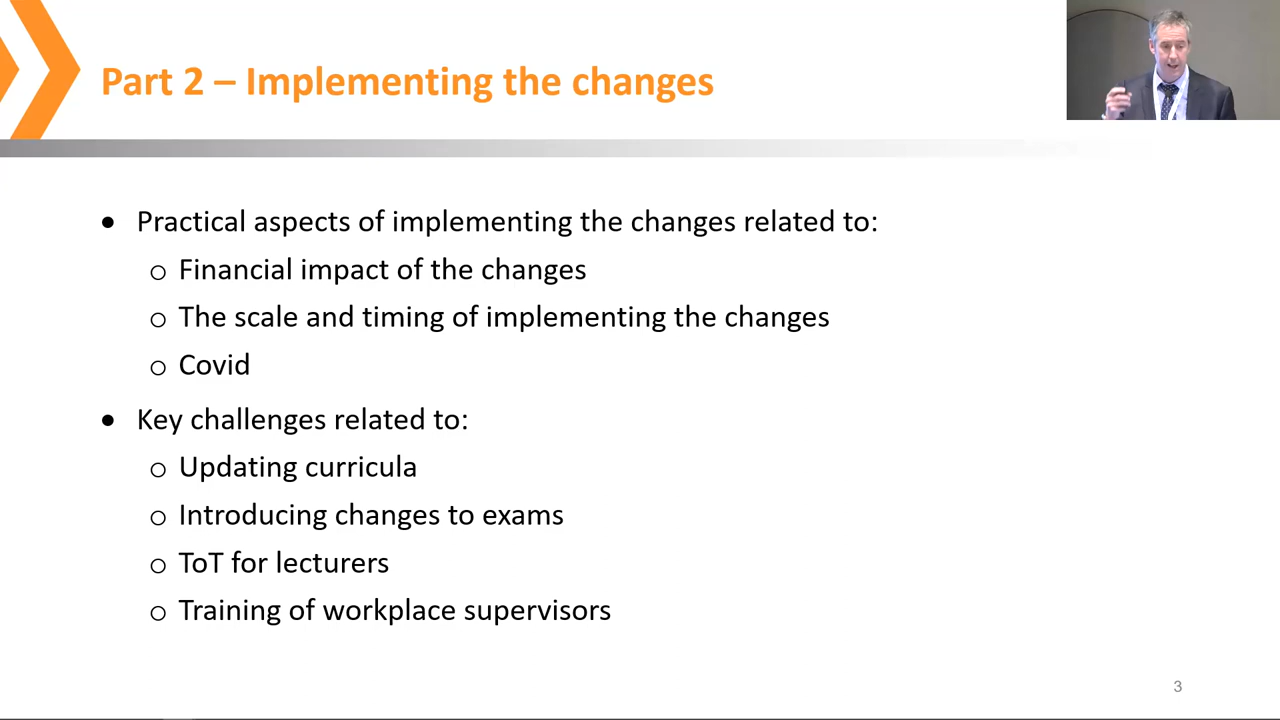 Part 2 – Implementing the changes
• Practical aspects of implementing the changes related to:
o Financial impact of the changes
o The scale and timing of implementing the changes
o Covid
• Key challenges related to:
o Updating curricula
o Introducing changes to exams
o ToT for lecturers
o Training of workplace supervisors
3